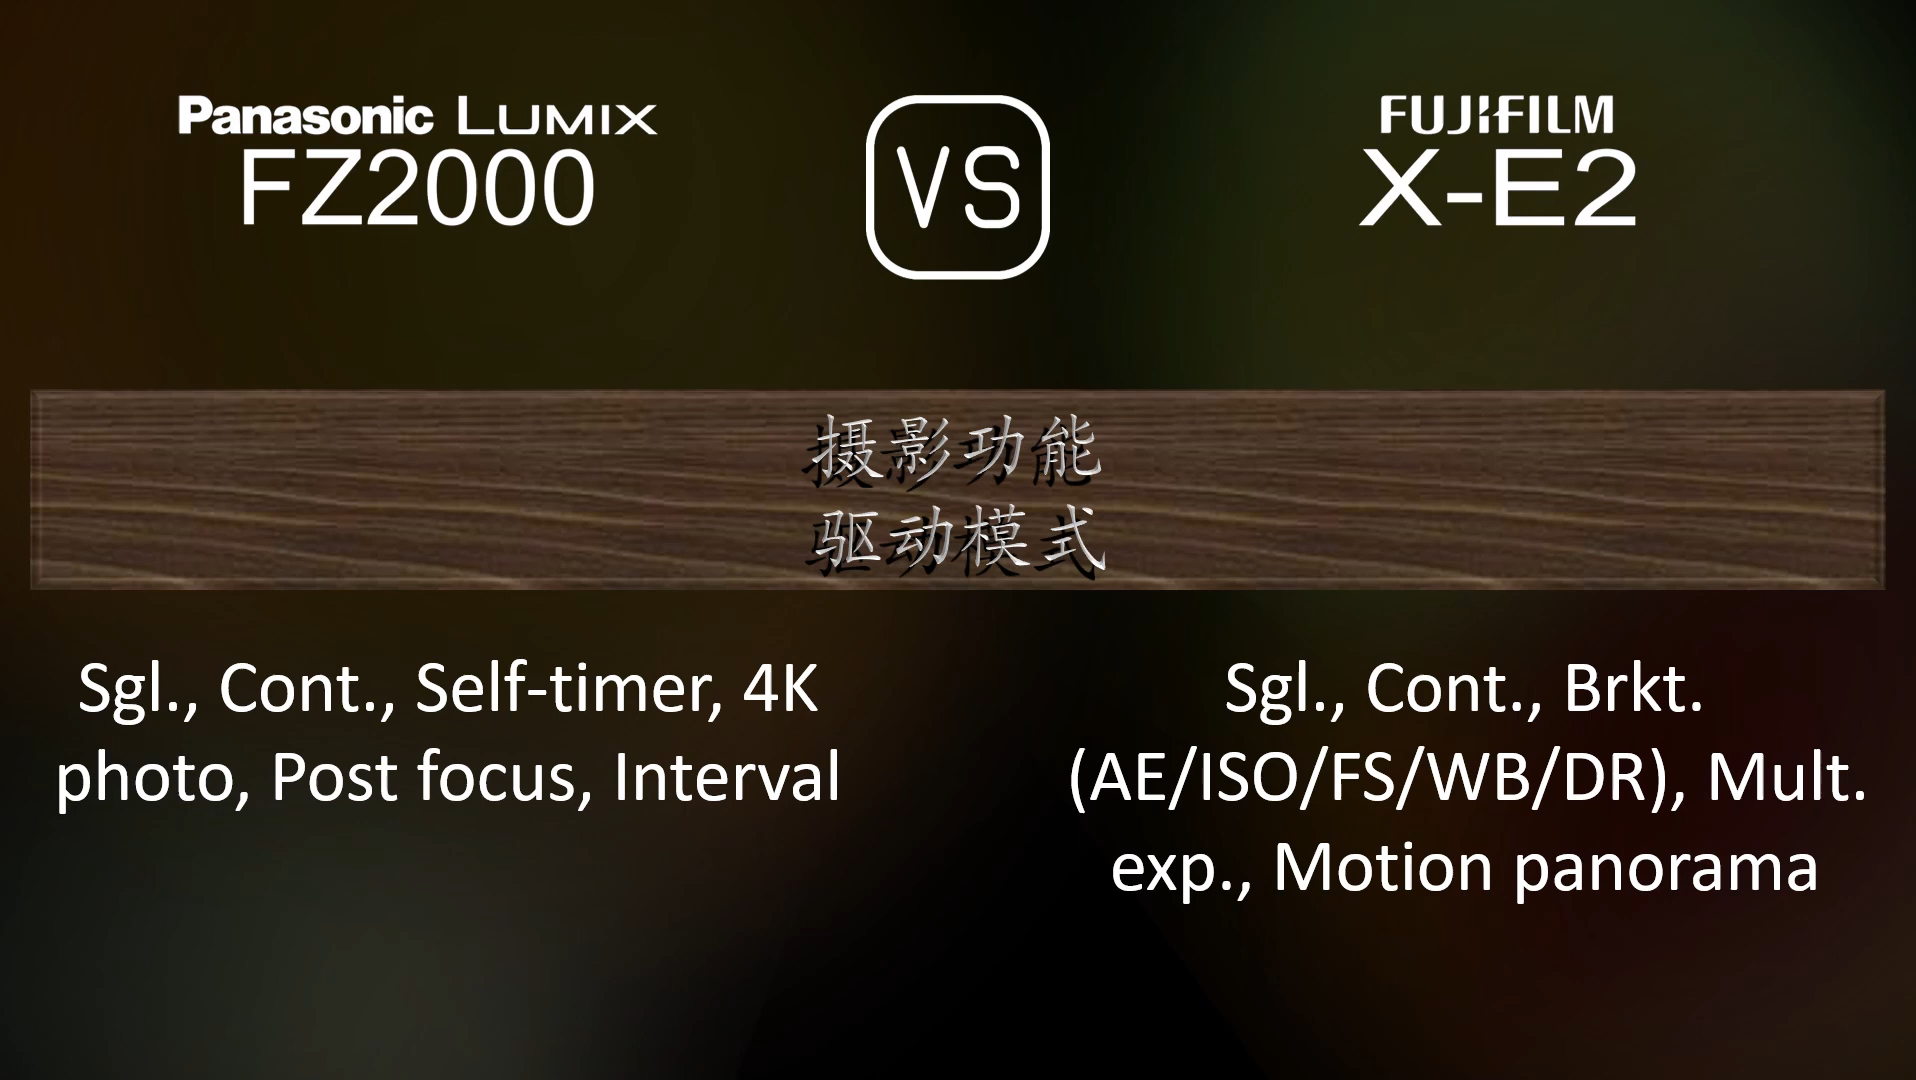 Panasonic LUMIX
FZ2000
VS
FUJIFILM
X-E2
摄影功能
驱动模式
Sgl., Cont., Self-timer, 4K
photo, Post focus, Interval
Sgl., Cont., Brkt.
(AE/ISO/FS/WB/DR), Mult.
exp., Motion panorama